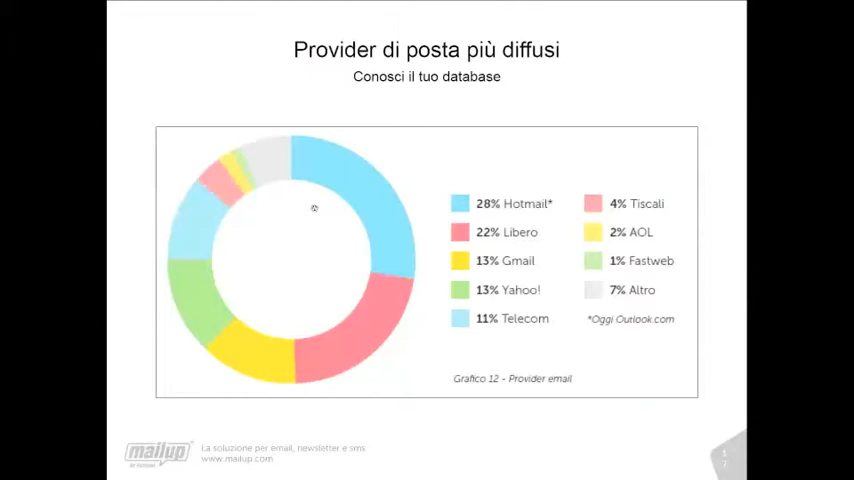 Provider di posta più diffusi
Conosci il tuo database
28% Hotmail*
22% Libero
13% Gmail
13% Yahoo!
11% Telecom
4% Tiscali
2% AOL
1% Fastweb
7% Altro
*Oggi Outlook.com
Grafico 12 - Provider email
mailup
La soluzione per email, newsletter e sms
www.mailup.com
1
7